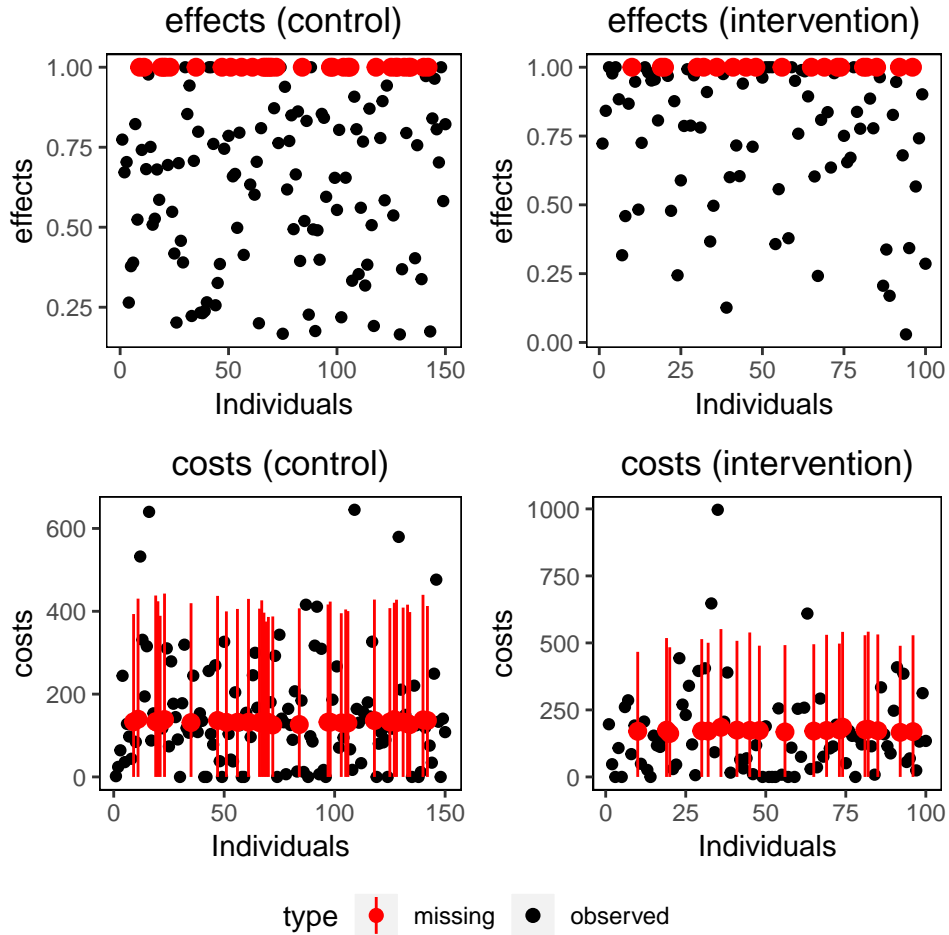 effects (control)
effects (intervention)
1.00
0.75
0.50
0.25
effects
0
50
100
150
Individuals
1.00
0.75
0.50
0.25
0.00
effects
0
25
50
75
100
Individuals
costs (control)
costs (intervention)
600
400
200
0
costs
0
50
100
150
Individuals
1000
750
500
250
0
costs
0
25
50
75
100
Individuals
type missing observed